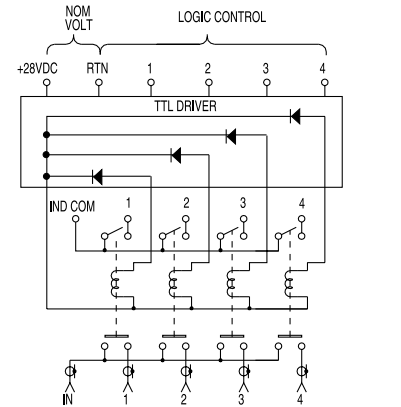 NOM
VOLT
LOGIC CONTROL
+28VDC RTN 1 2 3 4
TTL DRIVER
IND COM 1 2 3 4
IN 1 2 3 4